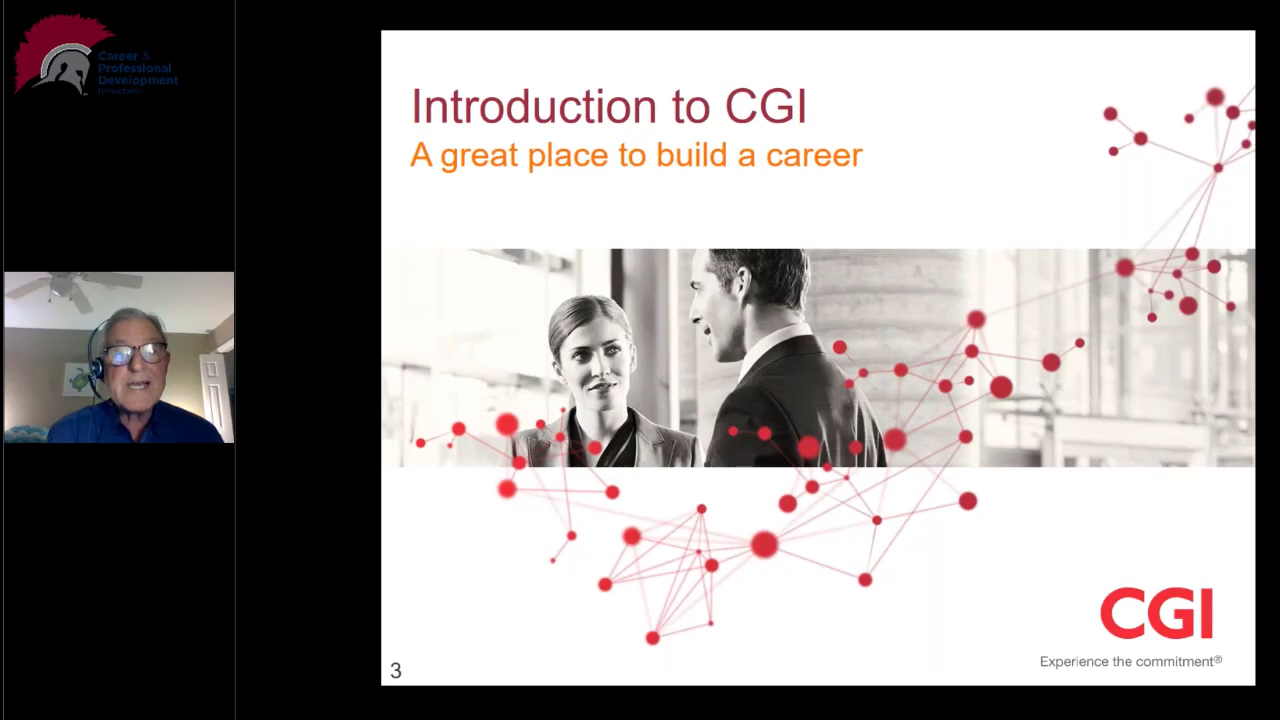 Career &
Professional
Development
Introduction to CGI
A great place to build a career
CGI
Experience the commitment®
3